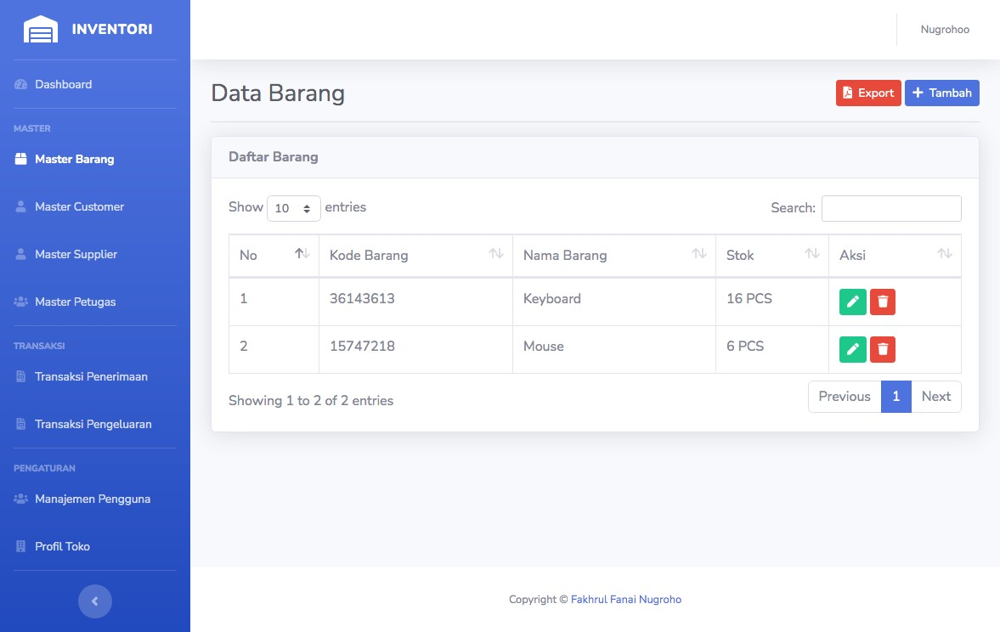 INVENTORI
Dashboard
MASTER
Master Barang
Master Customer
Master Supplier
Master Petugas
TRANSAKSI
Transaksi Penerimaan
Transaksi Pengeluaran
PENGATURAN
Manajemen Pengguna
Profil Toko
Nugrohoo
Data Barang
Export
Tambah
Daftar Barang
Show 10 entries
Search:
No Kode Barang Nama Barang Stok Aksi
1 36143613 Keyboard 16 PCS
2 15747218 Mouse 6 PCS
Showing 1 to 2 of 2 entries
Previous 1 Next
Copyright © Fakhrul Fanai Nugroho